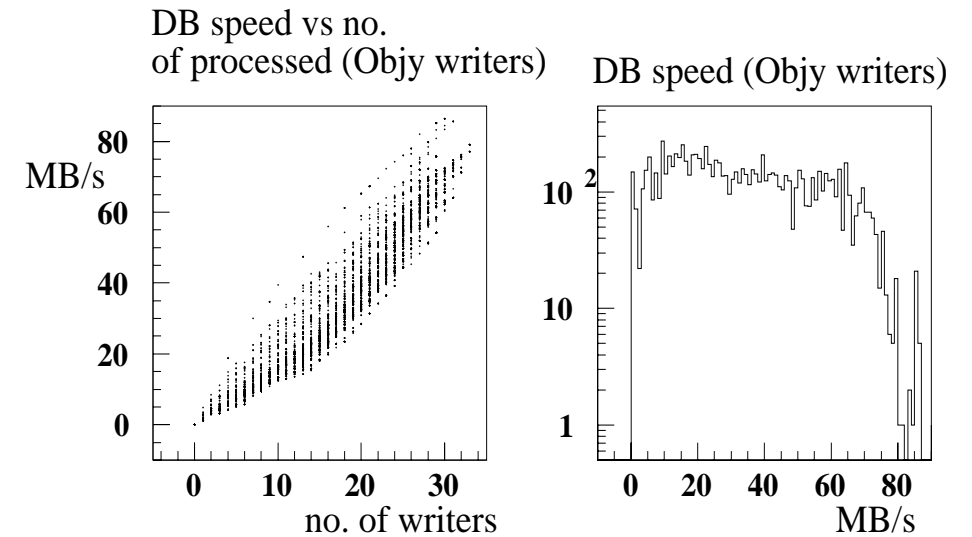 DB speed vs no.
of processed (Objy writers)
MB/s
80
60
40
20
0
0 10 20 30
no. of writers
DB speed (Objy writers)
10 2
10
1
0 20 40 60 80
MB/s